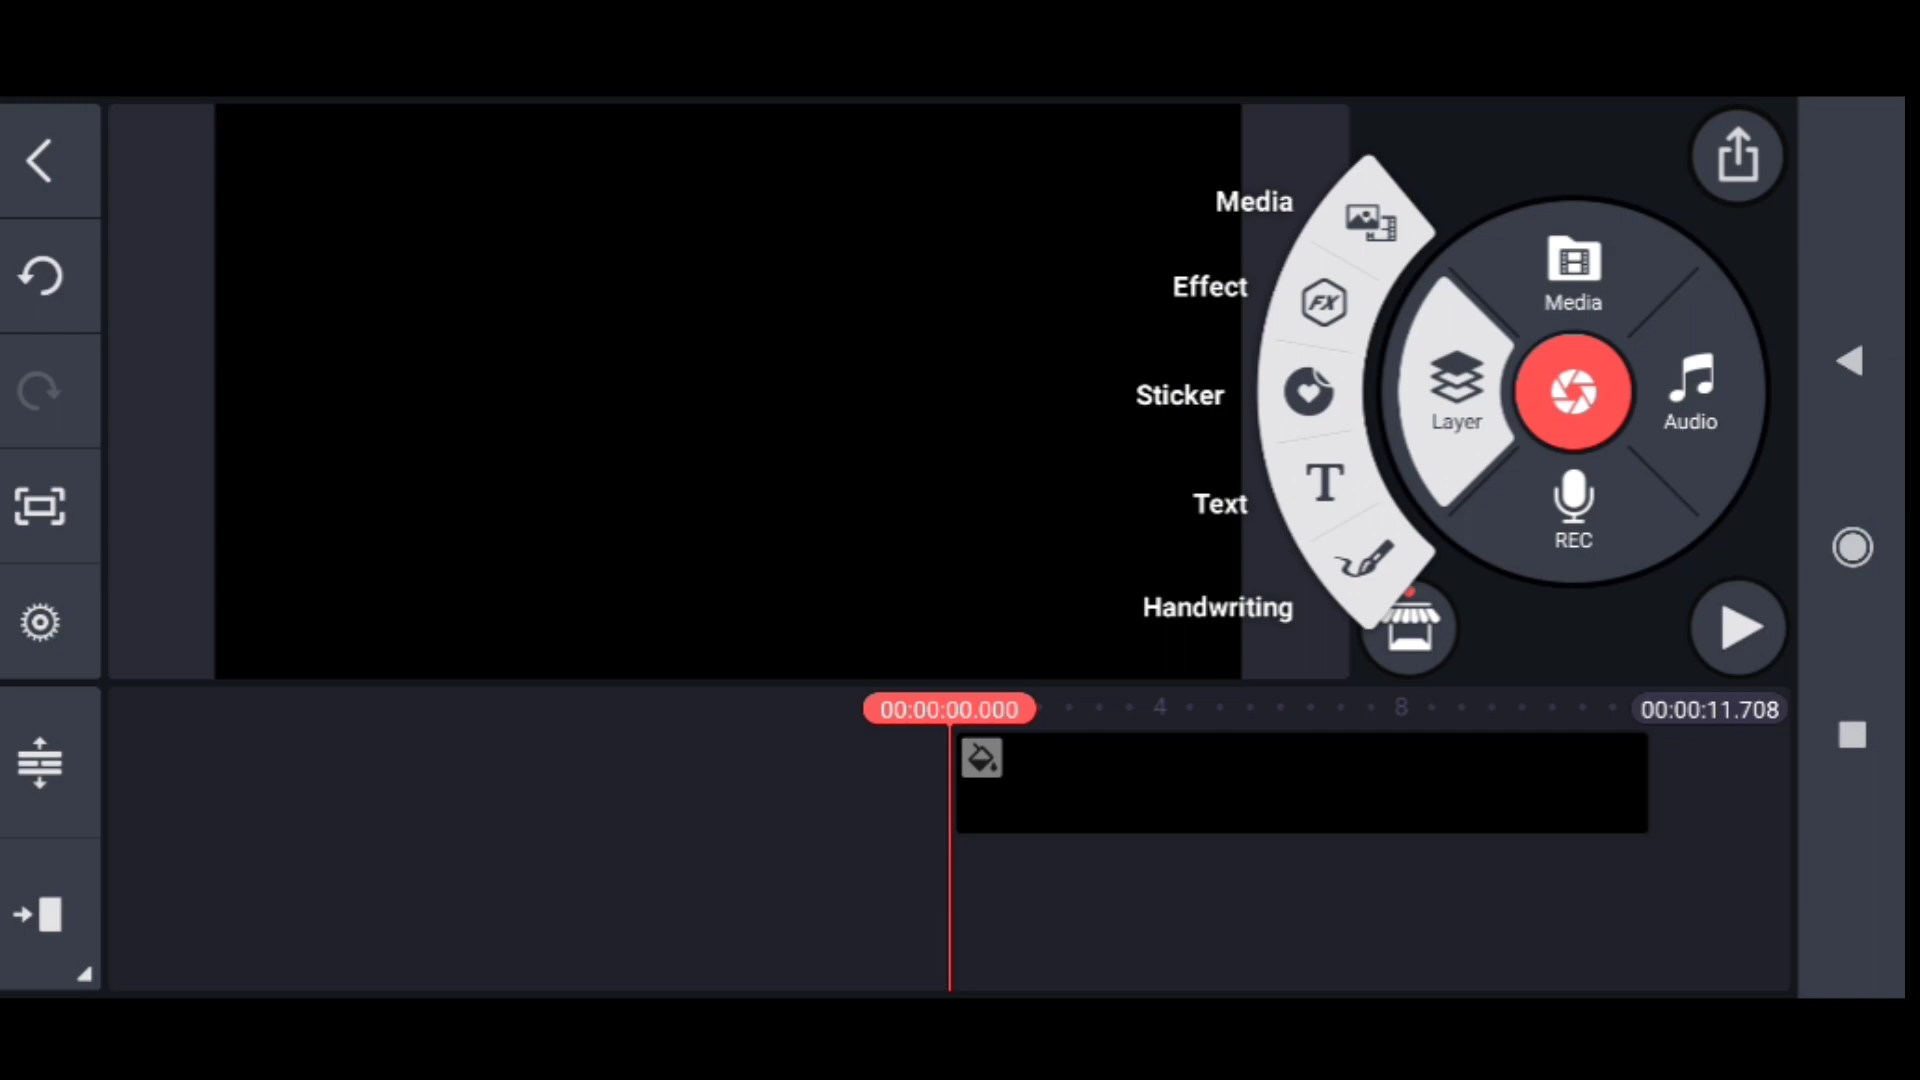 Media
Effect
FX
Sticker
Text
T
Handwriting
Media
Layer
Audio
REC
00:00:00.000
4
8
00:00:11.708